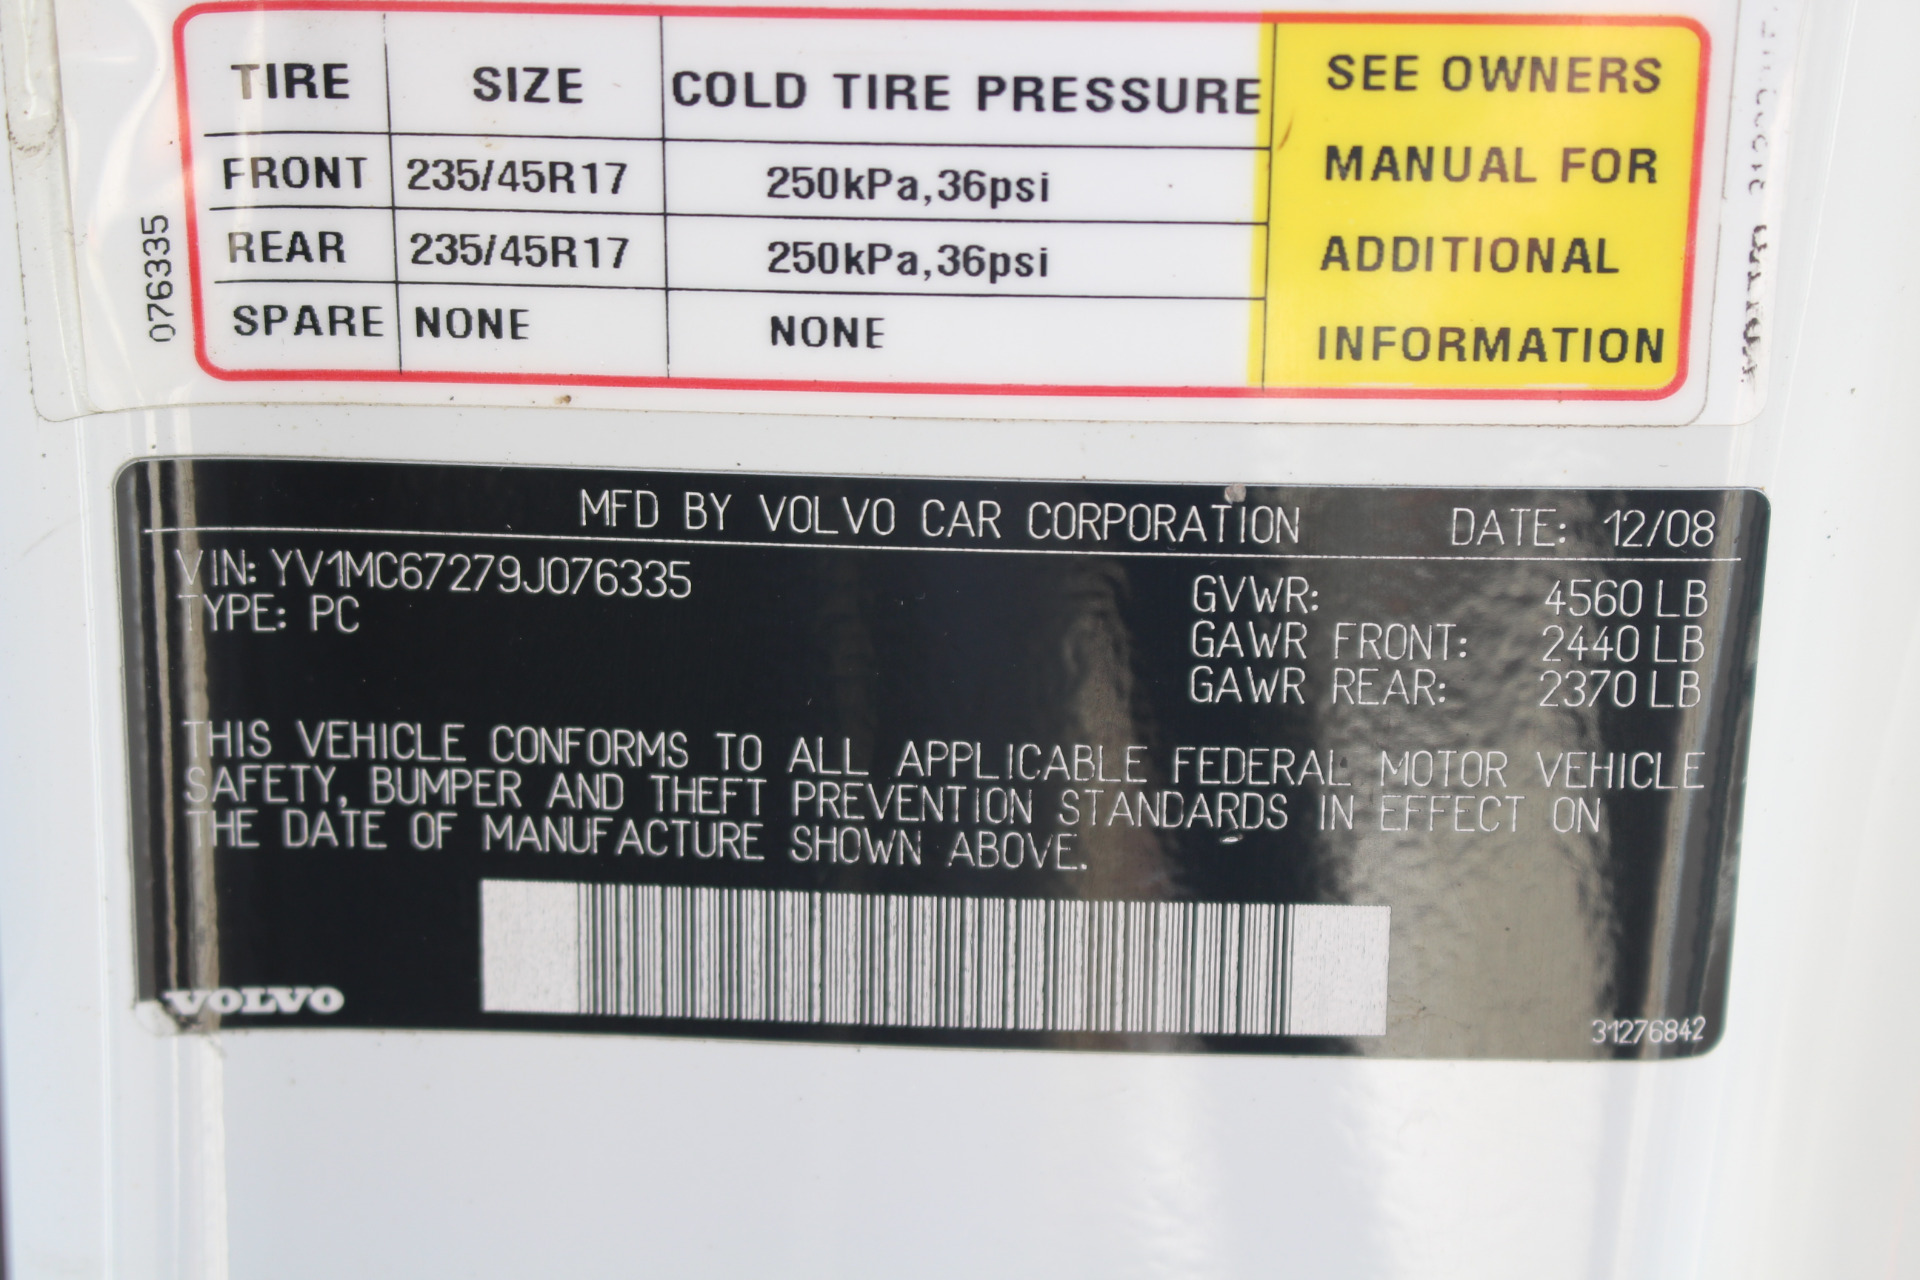 TIRE SIZE COLD TIRE PRESSURE
FRONT 235/45R17 250kPa,36psi
REAR 235/45R17 250kPa,36psi
SPARE NONE NONE
SEE OWNERS
MANUAL FOR
ADDITIONAL
INFORMATION
0763335
MFD BY VOLVO CAR CORPORATION DATE: 12/08
VIN: YV1MC67279J076335
TYPE: PC
GVWR: 4560 LB
GAWR FRONT: 2440 LB
GAWR REAR: 2370 LB
THIS VEHICLE CONFORMS TO ALL APPLICABLE FEDERAL MOTOR VEHICLE
SAFETY, BUMPER AND THEFT PREVENTION STANDARDS IN EFFECT ON
THE DATE OF MANUFACTURE SHOWN ABOVE.
VOLVO
31276842